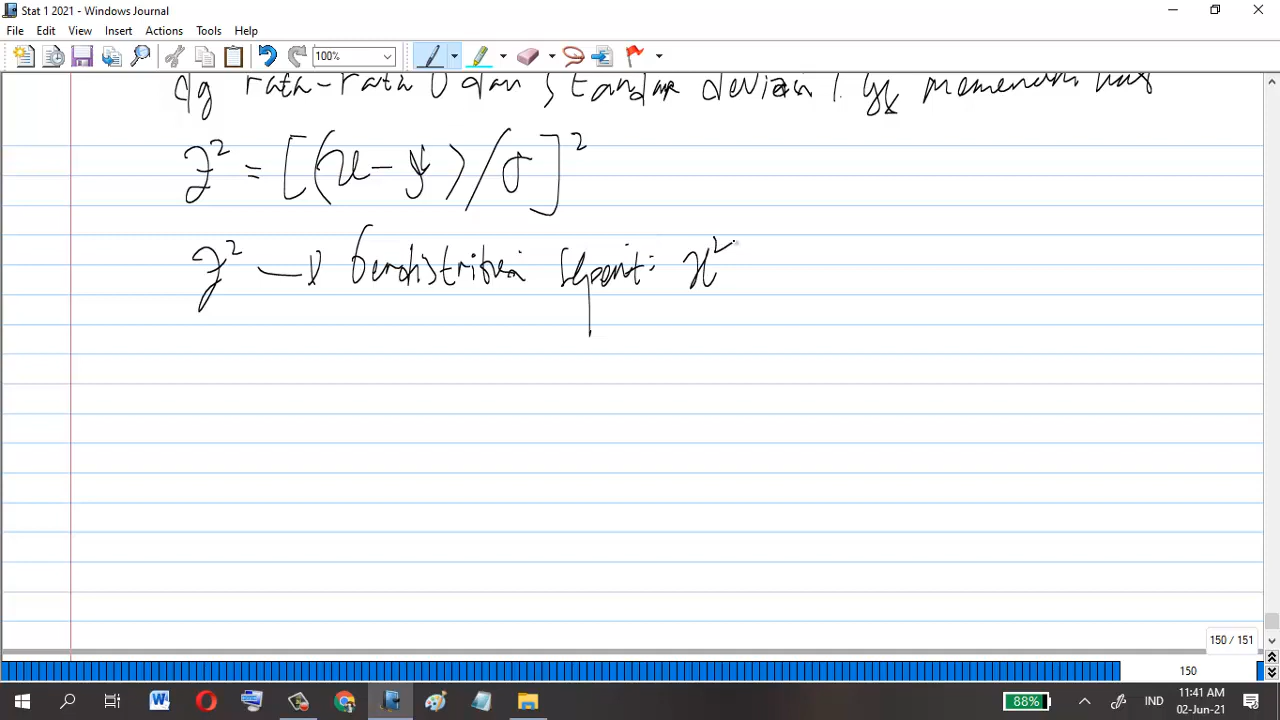 Stat 1 2021 - Windows Journal
File Edit View Insert Actions Tools Help
100%
dg rata-rata 0 dan standar deviasi 1. yg memenuhi
Z² = [(x - μ)/σ]²
Z² → berdistribusi seperti χ²
150 / 151
150
88% IND 11:41 AM
02-Jun-21